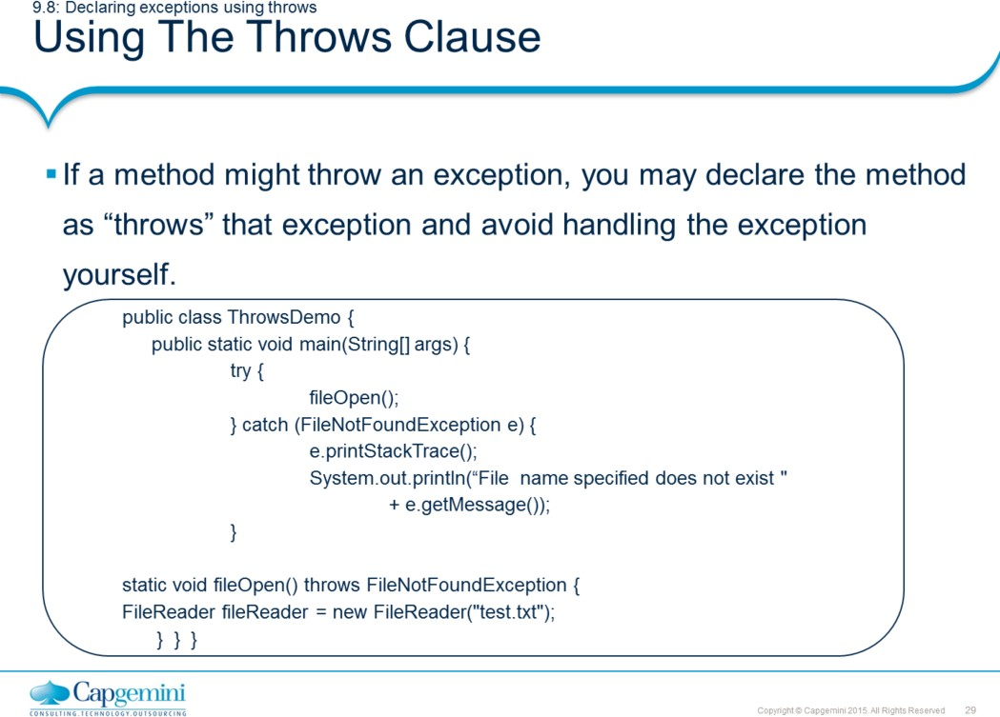 9.8: Declaring exceptions using throws
Using The Throws Clause
If a method might throw an exception, you may declare the method
as “throws” that exception and avoid handling the exception
yourself.
public class ThrowsDemo {
public static void main(String[] args) {
try {
fileOpen();
} catch (FileNotFoundException e) {
e.printStackTrace();
System.out.println(“File  name specified does not exist "
+ e.getMessage());
}
static void fileOpen() throws FileNotFoundException {
FileReader fileReader = new FileReader("test.txt");
} } }
Capgemini
CONSULTING.TECHNOLOGY.OUTSOURCING
Copyright © Capgemini 2015. All Rights Reserved 29